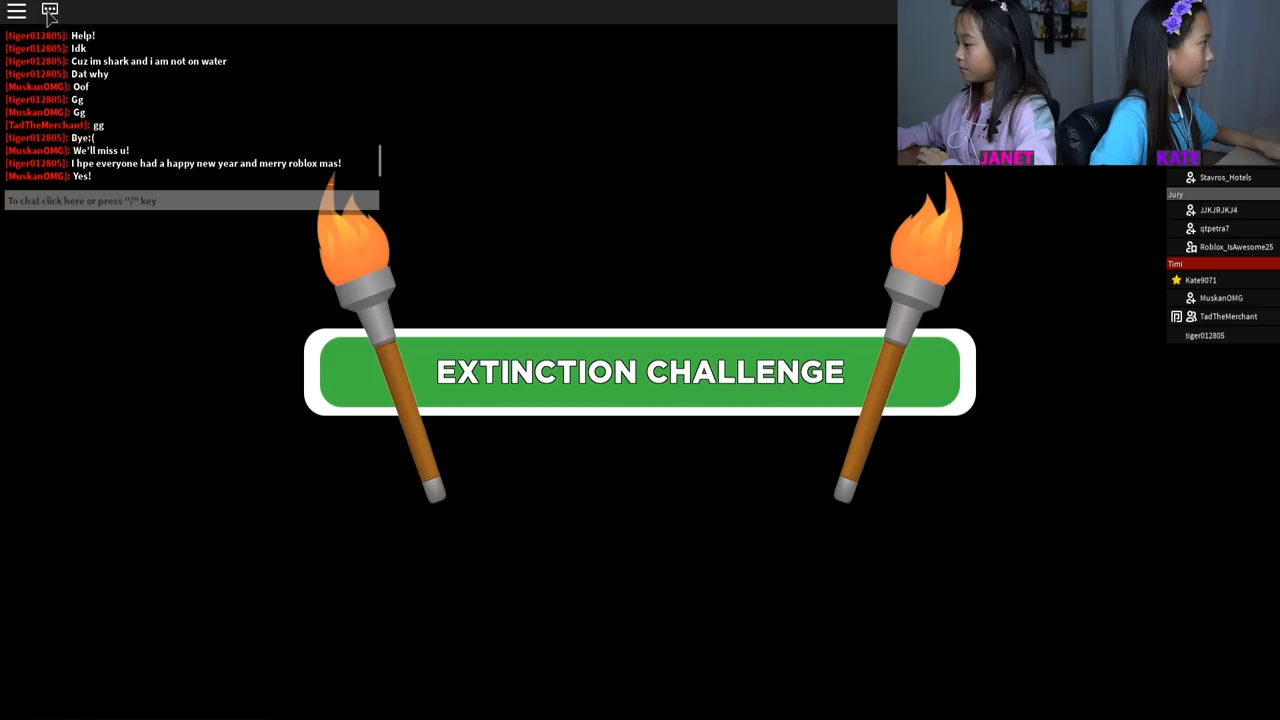 [tiger012805]: Help!
[tiger012805]: Idk
[tiger012805]: Cuz im shark and i am not on water
[tiger012805]: Dat why
[MuskanOMG]: Oof
[tiger012805]: Gg
[MuskanOMG]: Gg
[TadTheMerchant]: gg
[tiger012805]: Bye:(
[MuskanOMG]: We'll miss u!
[tiger012805]: I hpe everyone had a happy new year and merry roblox mas!
[MuskanOMG]: Yes!
To chat click here or press "/" key
JANET
KATE
Stavros_Hotels
Jury
JJKJRJKJ4
qtpetra7
Roblox_IsAwesome25
Timi
Kate9071
MuskanOMG
TadTheMerchant
tiger012805
EXTINCTION CHALLENGE